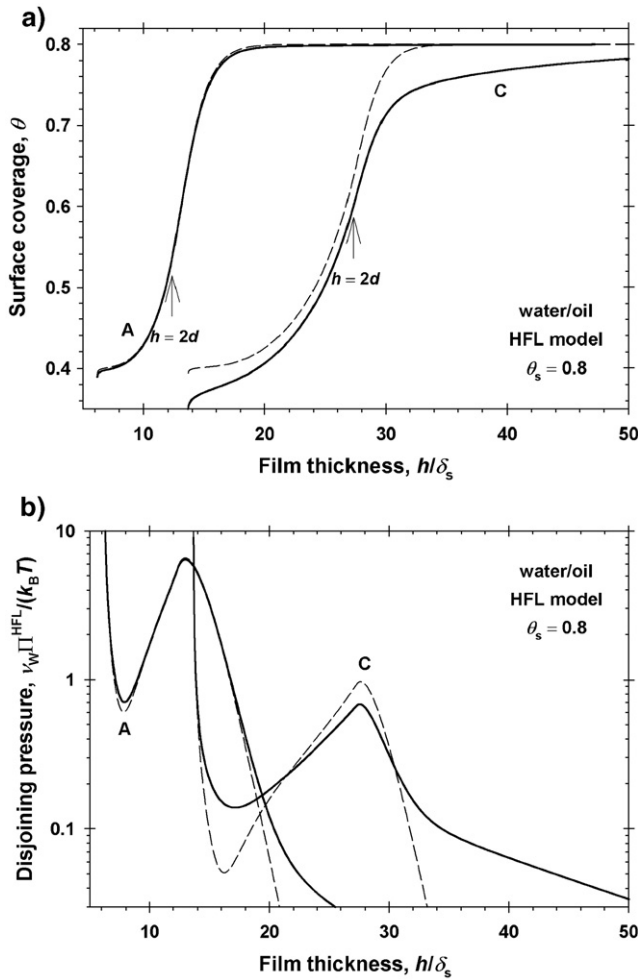 a)
0.8
0.7
0.6
0.5
0.4
Surface coverage, θ
A
C
h = 2d
h = 2d
water/oil
HFL model
θs = 0.8
10 20 30 40 50
Film thickness, h/δs
b)
10
1
0.1
Disjoining pressure, νWΠ^HFL/(kBT)
A
C
water/oil
HFL model
θs = 0.8
10 20 30 40 50
Film thickness, h/δs